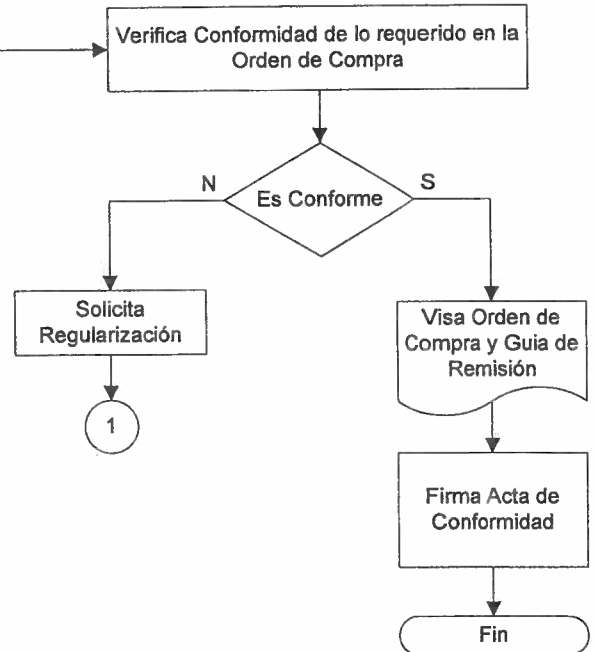 Verifica Conformidad de lo requerido en la
Orden de Compra
N
Es Conforme
S
Solicita
Regularización
Visa Orden de
Compra y Guia de
Remisión
1
Firma Acta de
Conformidad
Fin